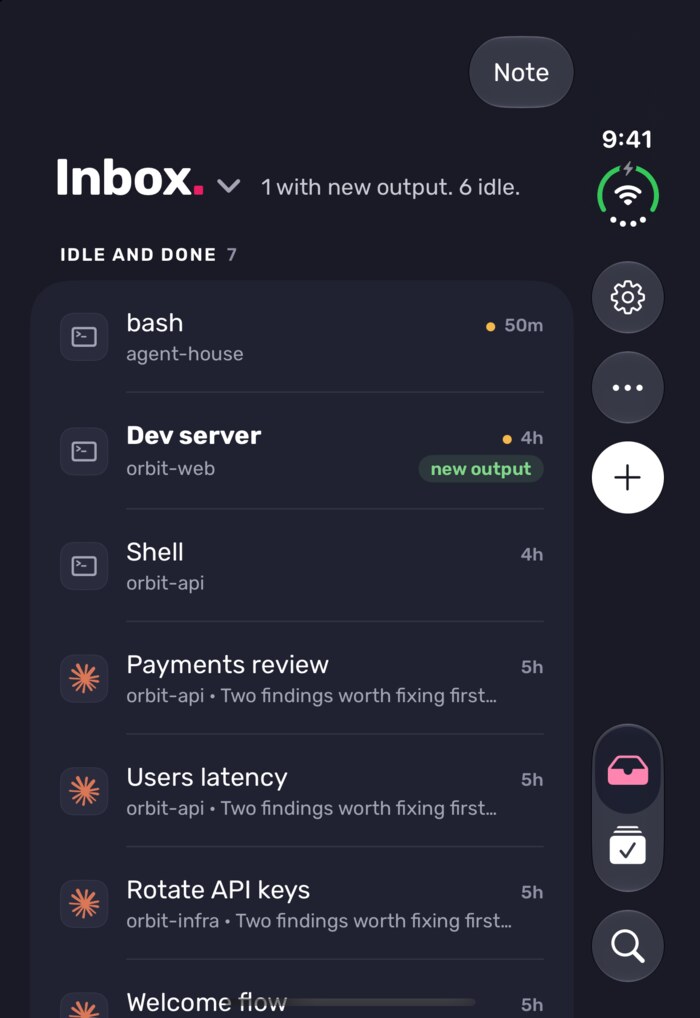 Note
9:41
Inbox. 1 with new output. 6 idle.
IDLE AND DONE 7
bash 50m
agent-house
Dev server 4h
orbit-web new output
Shell 4h
orbit-api
Payments review 5h
orbit-api • Two findings worth fixing first…
Users latency 5h
orbit-api • Two findings worth fixing first…
Rotate API keys 5h
orbit-infra • Two findings worth fixing first…
Welcome flow 5h